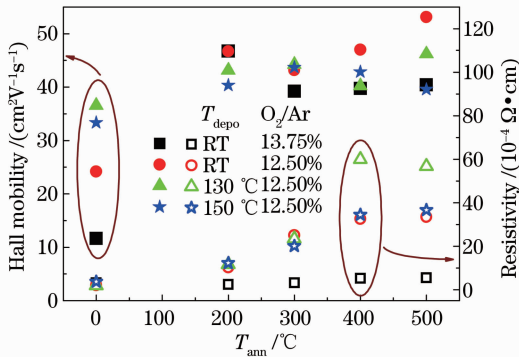 Hall mobility /(cm²V⁻¹s⁻¹)
50
40
30
20
10
0
120
100
80
60
40
20
0
Resistivity /(10⁻⁴ Ω•cm)
T_depo O₂/Ar
RT 13.75%
RT 12.50%
130 ℃ 12.50%
150 ℃ 12.50%
0 100 200 300 400 500
T_ann /℃